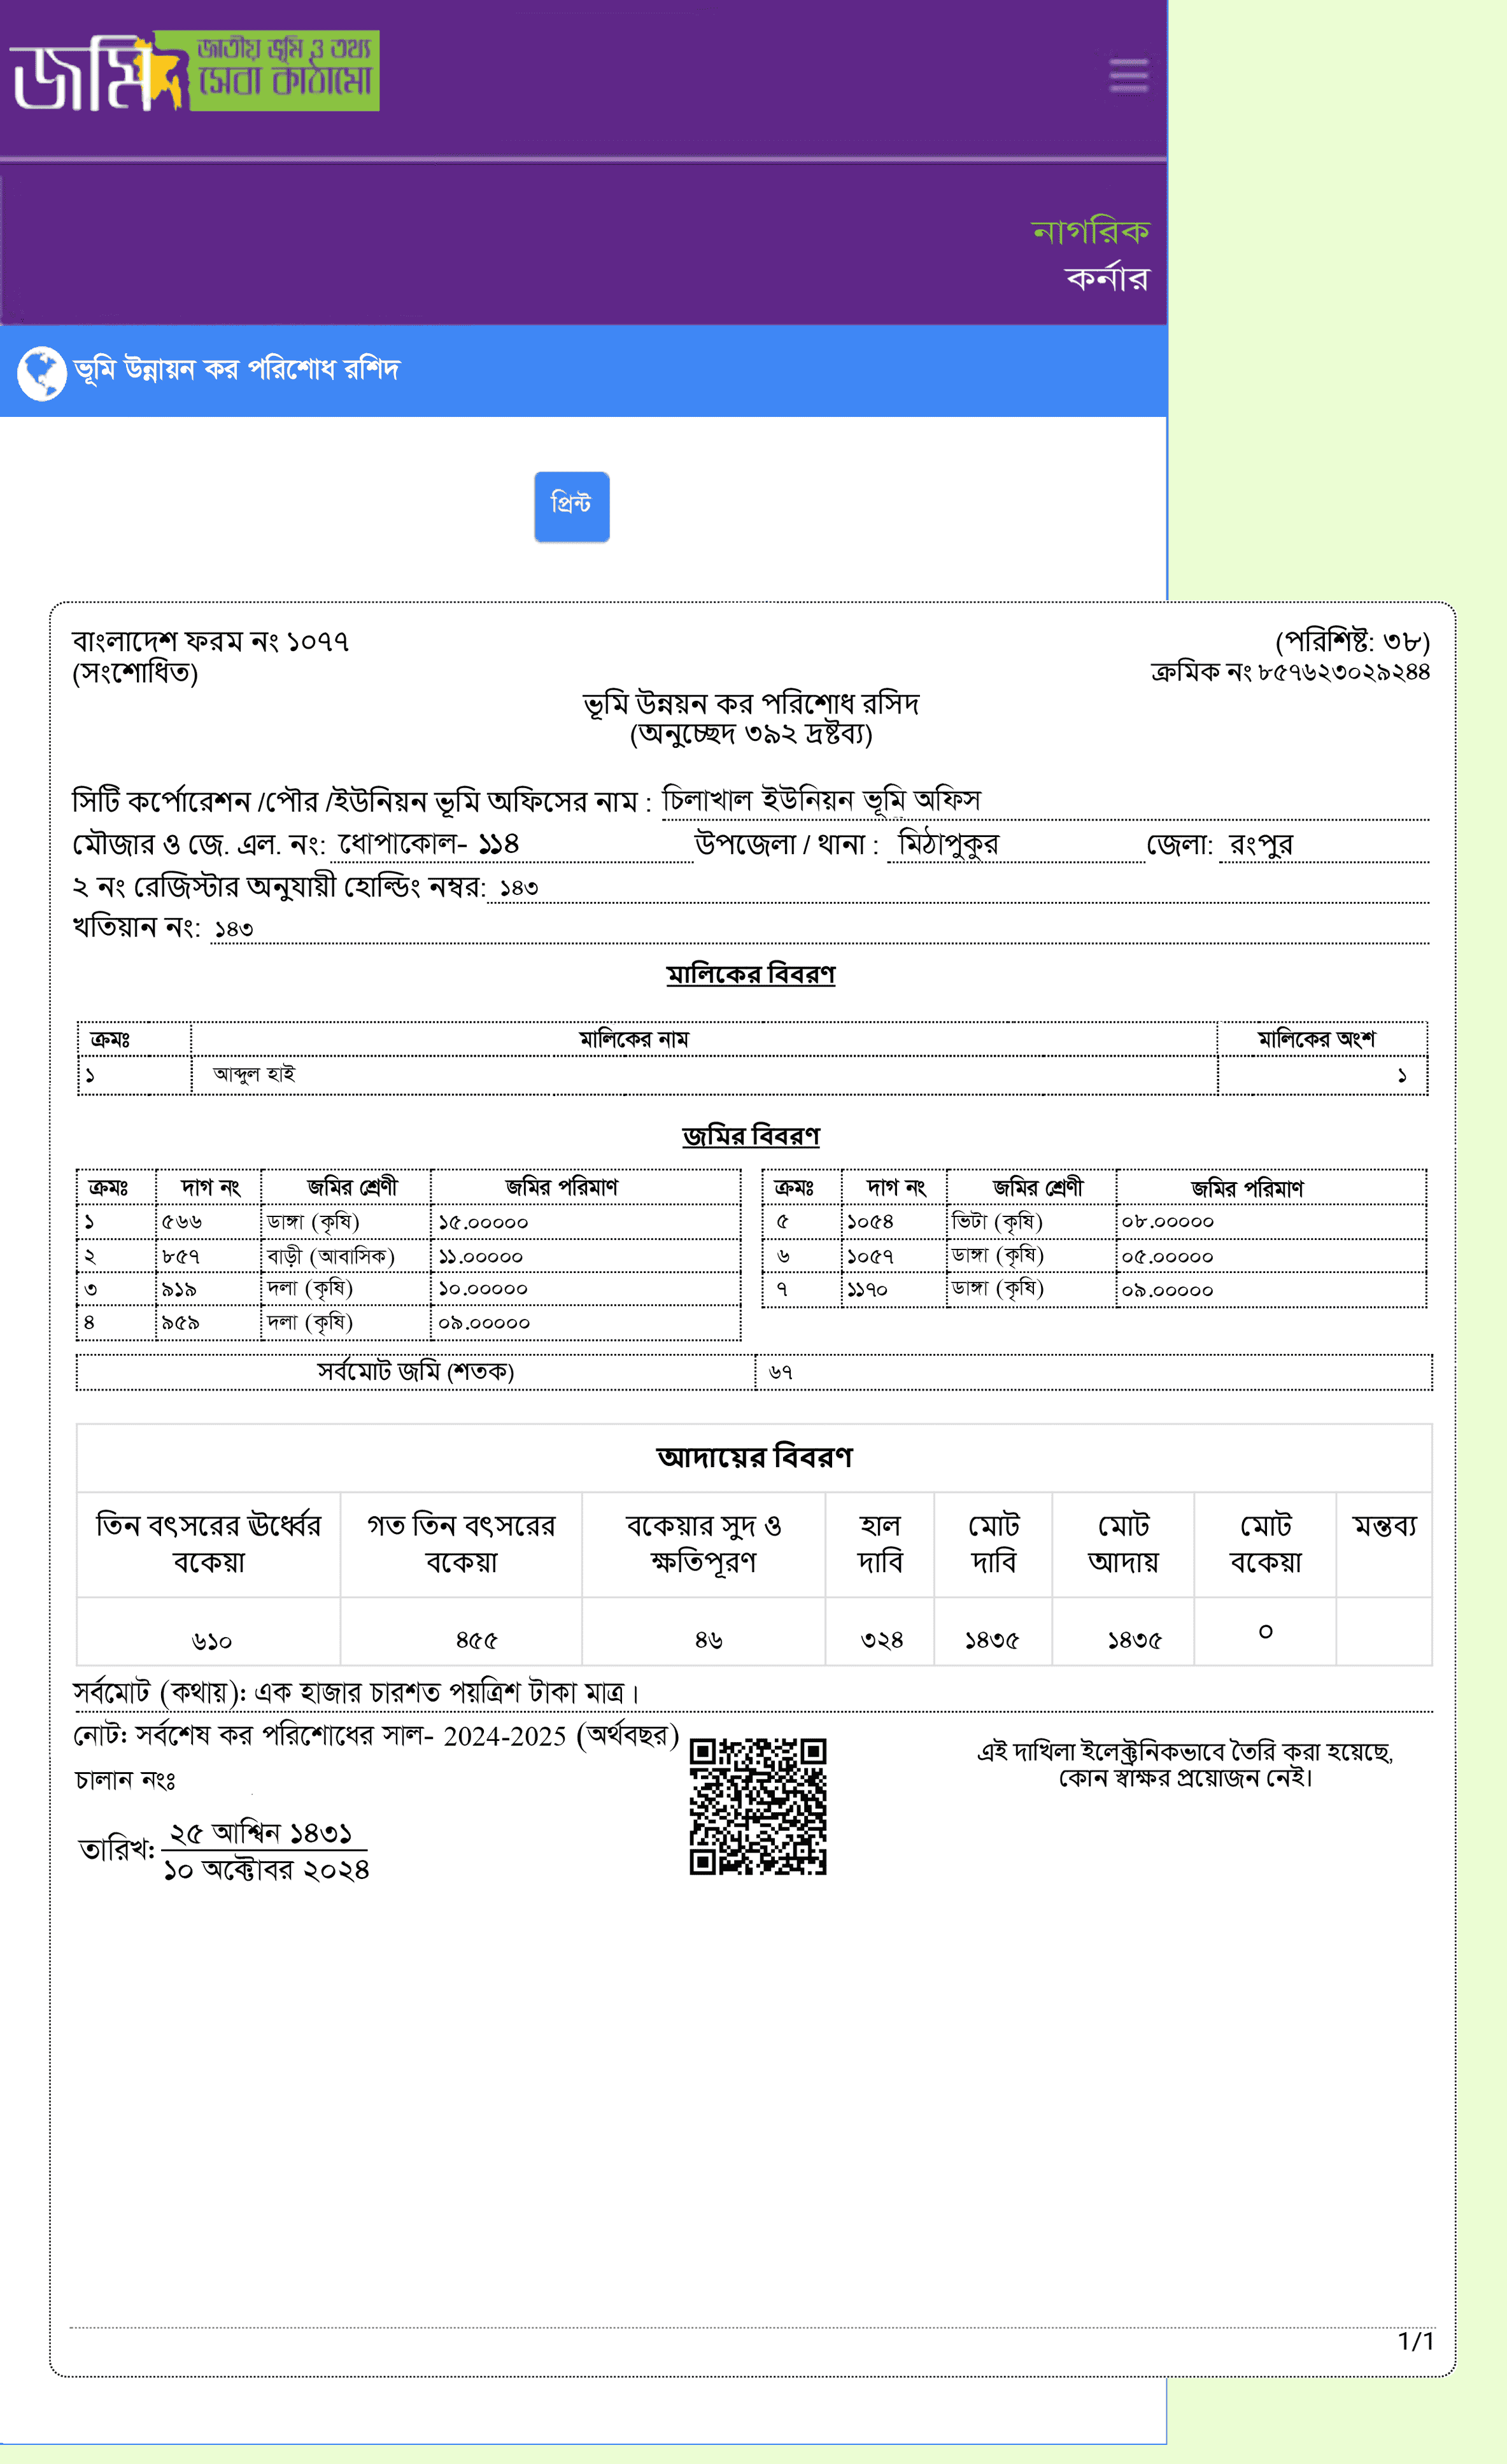 জমি জাতীয় ভূমি ও তথ্য
সেবা কাঠামো
নাগরিক
কর্নার
ভূমি উন্নায়ন কর পরিশোধ রশিদ
প্রিন্ট
বাংলাদেশ ফরম নং ১০৭৭ (পরিশিষ্ট: ৩৮)
(সংশোধিত) ক্রমিক নং ৮৫৭৬২৩০২৯২৪৪
ভূমি উন্নয়ন কর পরিশোধ রসিদ
(অনুচ্ছেদ ৩৯২ দ্রষ্টব্য)
সিটি কর্পোরেশন /পৌর /ইউনিয়ন ভূমি অফিসের নাম : চিলাখাল ইউনিয়ন ভূমি অফিস
মৌজার ও জে. এল. নং: ধোপাকোল- ১১৪ উপজেলা / থানা : মিঠাপুকুর জেলা: রংপুর
২ নং রেজিস্টার অনুযায়ী হোল্ডিং নম্বর: ১৪৩
খতিয়ান নং: ১৪৩
মালিকের বিবরণ
ক্রমঃ মালিকের নাম মালিকের অংশ
১ আব্দুল হাই ১
জমির বিবরণ
ক্রমঃ দাগ নং জমির শ্রেণী জমির পরিমাণ ক্রমঃ দাগ নং জমির শ্রেণী জমির পরিমাণ
১ ৫৬৬ ডাঙ্গা (কৃষি) ১৫.০০০০০ ৫ ১০৫৪ ভিটা (কৃষি) ০৮.০০০০০
২ ৮৫৭ বাড়ী (আবাসিক) ১১.০০০০০ ৬ ১০৫৭ ডাঙ্গা (কৃষি) ০৫.০০০০০
৩ ৯১৯ দলা (কৃষি) ১০.০০০০০ ৭ ১১৭০ ডাঙ্গা (কৃষি) ০৯.০০০০০
৪ ৯৫৯ দলা (কৃষি) ০৯.০০০০০
সর্বমোট জমি (শতক) ৬৭
আদায়ের বিবরণ
তিন বৎসরের ঊর্ধ্বের গত তিন বৎসরের বকেয়ার সুদ ও হাল মোট মোট মোট মন্তব্য
বকেয়া বকেয়া ক্ষতিপূরণ দাবি দাবি আদায় বকেয়া
৬১০ ৪৫৫ ৪৬ ৩২৪ ১৪৩৫ ১৪৩৫ ০
সর্বমোট (কথায়): এক হাজার চারশত পয়ত্রিশ টাকা মাত্র।
নোট: সর্বশেষ কর পরিশোধের সাল- 2024-2025 (অর্থবছর)
এই দাখিলা ইলেক্ট্রনিকভাবে তৈরি করা হয়েছে,
কোন স্বাক্ষর প্রয়োজন নেই।
চালান নংঃ
তারিখ: ২৫ আশ্বিন ১৪৩১
১০ অক্টোবর ২০২৪
1/1